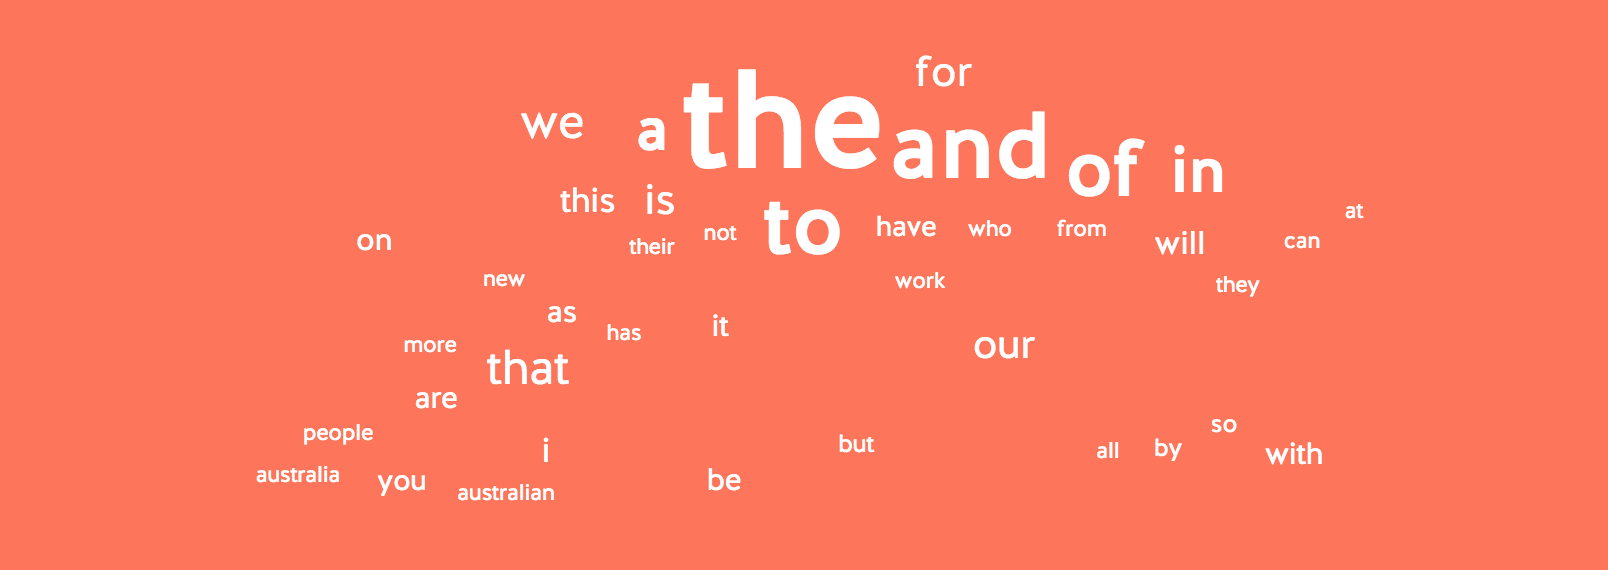 for
we a the and of in
this is not to have who from will can at
on their
new work they
as has it
more that our
are
people i but so
all by with
australia you australian be